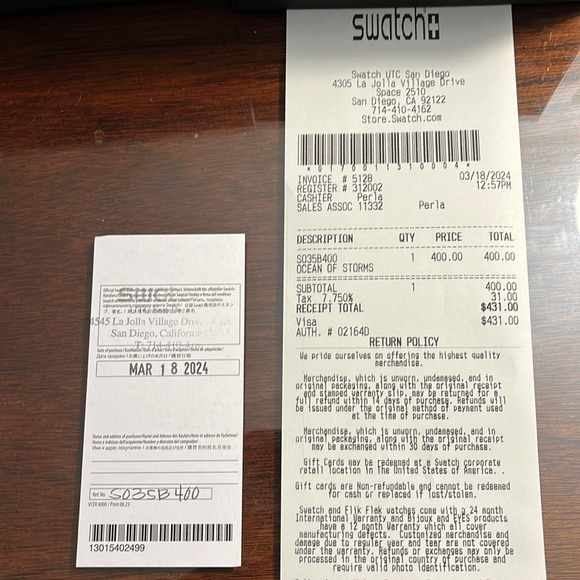 swatch
Swatch UTC San Diego
4305 La Jolla Village Drive
Space 2510
San Diego, CA 92122
714-410-4162
Store.Swatch.com
*0170011310004*
INVOICE # 5128
03/18/2024
REGISTER # 312002
12:57PM
CASHIER Perla
SALES ASSOC 11332 Perla
DESCRIPTION QTY PRICE TOTAL
SO35B400 1 400.00 400.00
OCEAN OF STORMS
SUBTOTAL 1 400.00
Tax 7.750% 31.00
RECEIPT TOTAL $431.00
Visa $431.00
AUTH. # 02164D
RETURN POLICY
We pride ourselves on offering the highest quality
merchandise.
Merchandise, which is unworn, undamaged, and in
original packaging, along with the original receipt
and stamped warranty slip, may be returned for a
full refund within 14 days of purchase. Refunds will
be issued under the original method of payment used
at the time of purchase.
Merchandise, which is unworn, undamaged, and in
original packaging, along with the original receipt
may be exchanged within 30 days of purchase.
Gift Cards may be redeemed at a Swatch corporate
retail location in the United States of America. .
Gift cards are Non-refundable and cannot be redeemed
for cash or replaced if lost/stolen.
Swatch and Flik Flak watches come with a 24 month
International Warranty and Bijoux and EYES products
have a 12 month Warranty which all cover
manufacturing defects. Customized merchandise and
damage due to regular year and tear are not covered
under the warranty. Refunds or exchanges may only be
processed in the original country of purchase and
require valid photo identification.
4545 La Jolla Village
San Diego, California
MAR 18 2024
Ref. No. SO35B400
13015402499